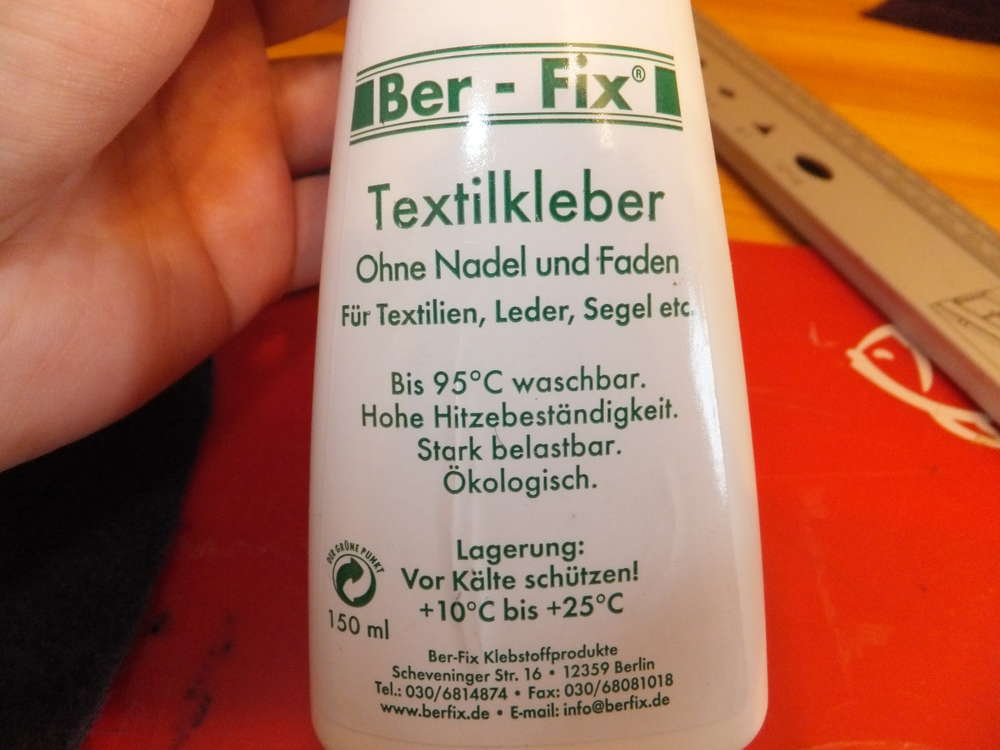 Ber - Fix®
Textilkleber
Ohne Nadel und Faden
Für Textilien, Leder, Segel etc.
Bis 95°C waschbar.
Hohe Hitzebeständigkeit.
Stark belastbar.
Ökologisch.
Lagerung:
Vor Kälte schützen!
+10°C bis +25°C
DER GRÜNE PUNKT
150 ml
Ber-Fix Klebstoffprodukte
Scheveninger Str. 16 • 12359 Berlin
Tel.: 030/6814874 • Fax: 030/68081018
www.berfix.de • E-mail: info@berfix.de